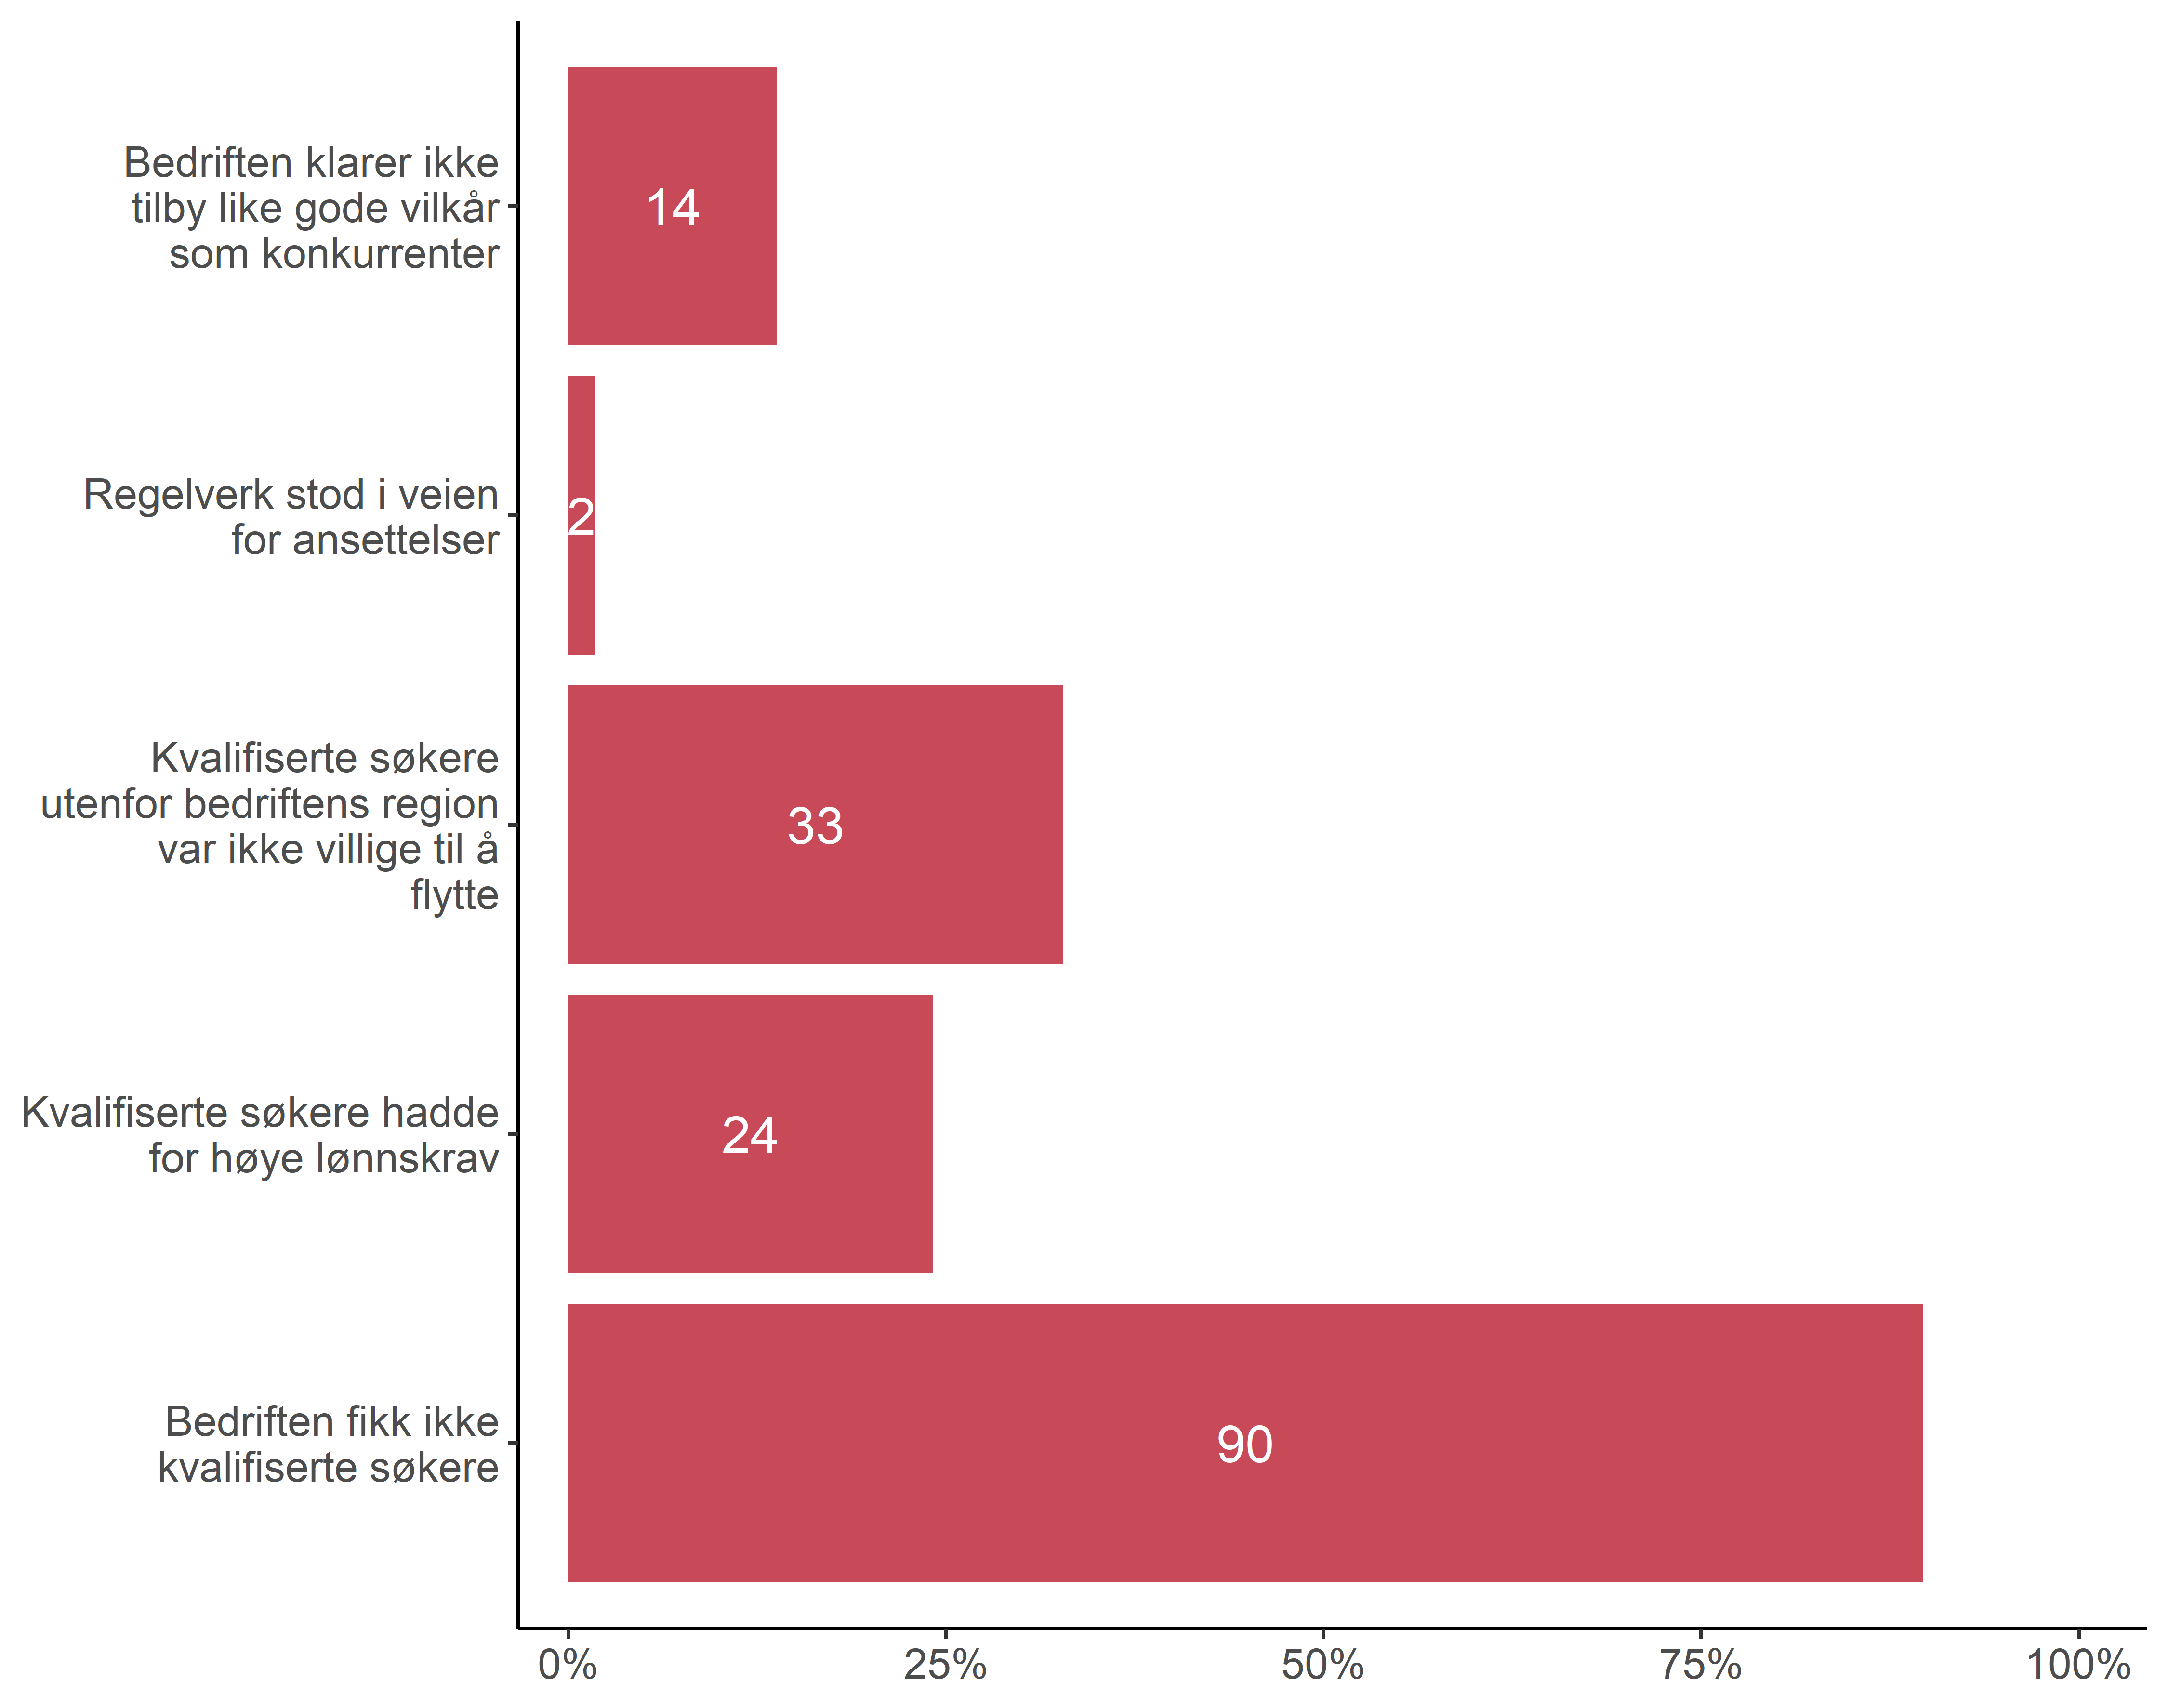 Bedriften klarer ikke
tilby like gode vilkår
som konkurrenter
14
Regelverk stod i veien
for ansettelser
2
Kvalifiserte søkere
utenfor bedriftens region
var ikke villige til å
flytte
33
Kvalifiserte søkere hadde
for høye lønnskrav
24
Bedriften fikk ikke
kvalifiserte søkere
90
0% 25% 50% 75% 100%